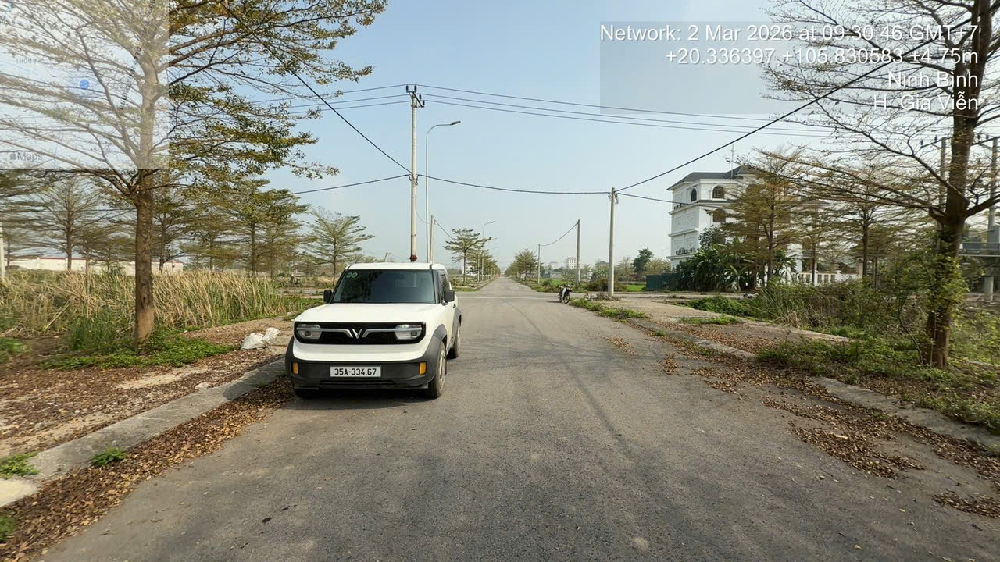 Network: 2 Mar 2026 at 09:30:46 GMT+7
+20.336397,+105.830583 ±4.75m
Ninh Bình
H. Gia Viễn
Maps
35A-334.67